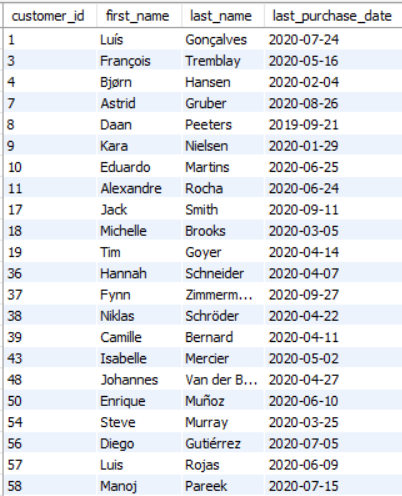 customer_id first_name last_name last_purchase_date
1 Luís Gonçalves 2020-07-24
3 François Tremblay 2020-05-16
4 Bjørn Hansen 2020-02-04
7 Astrid Gruber 2020-08-26
8 Daan Peeters 2019-09-21
9 Kara Nielsen 2020-01-29
10 Eduardo Martins 2020-06-25
11 Alexandre Rocha 2020-06-24
17 Jack Smith 2020-09-11
18 Michelle Brooks 2020-03-05
19 Tim Goyer 2020-04-14
36 Hannah Schneider 2020-04-07
37 Fynn Zimmerm... 2020-09-27
38 Niklas Schröder 2020-04-22
39 Camille Bernard 2020-04-11
43 Isabelle Mercier 2020-05-02
48 Johannes Van der B... 2020-04-27
50 Enrique Muñoz 2020-06-10
54 Steve Murray 2020-03-25
56 Diego Gutiérrez 2020-07-05
57 Luis Rojas 2020-06-09
58 Manoj Pareek 2020-07-15